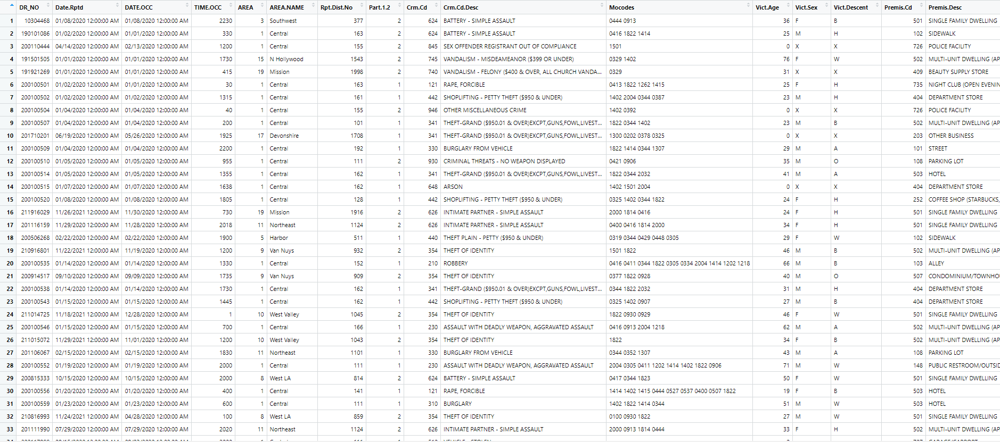 DR_NO Date.Rptd DATE.OCC TIME.OCC AREA AREA.NAME Rpt.Dist.No Part.1.2 Crm.Cd Crm.Cd.Desc Mocodes Vict.Age Vict.Sex Vict.Descent Premis.Cd Premis.Desc
1 10304468 01/08/2020 12:00:00 AM 01/08/2020 12:00:00 AM 2230 3 Southwest 377 2 624 BATTERY - SIMPLE ASSAULT 0444 0913 36 F B 501 SINGLE FAMILY DWELLING
2 190101086 01/02/2020 12:00:00 AM 01/01/2020 12:00:00 AM 330 1 Central 163 2 624 BATTERY - SIMPLE ASSAULT 0416 1822 1414 25 M H 102 SIDEWALK
3 200110444 04/14/2020 12:00:00 AM 02/13/2020 12:00:00 AM 1200 1 Central 155 2 845 SEX OFFENDER REGISTRANT OUT OF COMPLIANCE 1501 0 X X 726 POLICE FACILITY
4 191501505 01/01/2020 12:00:00 AM 01/01/2020 12:00:00 AM 1730 15 N Hollywood 1543 2 745 VANDALISM - MISDEAMEANOR ($399 OR UNDER) 0329 1402 76 F W 502 MULTI-UNIT DWELLING (AP
5 191921269 01/01/2020 12:00:00 AM 01/01/2020 12:00:00 AM 415 19 Mission 1998 2 740 VANDALISM - FELONY ($400 & OVER, ALL CHURCH VANDA... 0329 31 X X 409 BEAUTY SUPPLY STORE
6 200100501 01/02/2020 12:00:00 AM 01/01/2020 12:00:00 AM 30 1 Central 163 1 121 RAPE, FORCIBLE 0413 1822 1262 1415 25 F H 735 NIGHT CLUB (OPEN EVENIN
7 200100502 01/02/2020 12:00:00 AM 01/02/2020 12:00:00 AM 1315 1 Central 161 1 442 SHOPLIFTING - PETTY THEFT ($950 & UNDER) 1402 2004 0344 0387 23 M H 404 DEPARTMENT STORE
8 200100504 01/04/2020 12:00:00 AM 01/04/2020 12:00:00 AM 40 1 Central 155 2 946 OTHER MISCELLANEOUS CRIME 1402 0392 0 X X 726 POLICE FACILITY
9 200100507 01/04/2020 12:00:00 AM 01/04/2020 12:00:00 AM 200 1 Central 101 1 341 THEFT-GRAND ($950.01 & OVER)EXCPT,GUNS,FOWL,LIVEST... 1822 0344 1402 23 M B 502 MULTI-UNIT DWELLING (AP
10 201710201 06/19/2020 12:00:00 AM 05/26/2020 12:00:00 AM 1925 17 Devonshire 1708 1 341 THEFT-GRAND ($950.01 & OVER)EXCPT,GUNS,FOWL,LIVEST... 1300 0202 0378 0325 0 X X 203 OTHER BUSINESS
11 200100509 01/04/2020 12:00:00 AM 01/04/2020 12:00:00 AM 2200 1 Central 192 1 330 BURGLARY FROM VEHICLE 1822 1414 0344 1307 29 M A 101 STREET
12 200100510 01/05/2020 12:00:00 AM 01/05/2020 12:00:00 AM 955 1 Central 111 2 930 CRIMINAL THREATS - NO WEAPON DISPLAYED 0421 0906 35 M O 108 PARKING LOT
13 200100514 01/05/2020 12:00:00 AM 01/05/2020 12:00:00 AM 1355 1 Central 162 1 341 THEFT-GRAND ($950.01 & OVER)EXCPT,GUNS,FOWL,LIVEST... 1822 0344 2032 41 M A 503 HOTEL
14 200100515 01/07/2020 12:00:00 AM 01/07/2020 12:00:00 AM 1638 1 Central 162 1 648 ARSON 1402 1501 2004 0 X X 404 DEPARTMENT STORE
15 200100520 01/08/2020 12:00:00 AM 01/08/2020 12:00:00 AM 1805 1 Central 128 1 442 SHOPLIFTING - PETTY THEFT ($950 & UNDER) 0325 1402 0344 1822 24 F H 252 COFFEE SHOP (STARBUCKS,
16 211916029 11/26/2021 12:00:00 AM 11/30/2020 12:00:00 AM 730 19 Mission 1916 2 626 INTIMATE PARTNER - SIMPLE ASSAULT 2000 1814 0416 24 F H 501 SINGLE FAMILY DWELLING
17 201116159 11/29/2020 12:00:00 AM 11/28/2020 12:00:00 AM 2018 11 Northeast 1124 2 626 INTIMATE PARTNER - SIMPLE ASSAULT 0400 0416 1814 2000 34 F H 501 SINGLE FAMILY DWELLING
18 200506268 02/22/2020 12:00:00 AM 02/22/2020 12:00:00 AM 1900 5 Harbor 511 1 440 THEFT PLAIN - PETTY ($950 & UNDER) 0319 0344 0429 0448 0305 29 F W 102 SIDEWALK
19 210916801 11/22/2021 12:00:00 AM 11/19/2020 12:00:00 AM 1200 9 Van Nuys 932 2 354 THEFT OF IDENTITY 1501 1822 46 M B 502 MULTI-UNIT DWELLING (AP
20 200100535 01/14/2020 12:00:00 AM 01/14/2020 12:00:00 AM 1330 1 Central 152 1 210 ROBBERY 0416 0411 0344 1822 0305 0334 2004 1414 1202 1218 66 M B 103 ALLEY
21 200914517 09/10/2020 12:00:00 AM 09/09/2020 12:00:00 AM 1735 9 Van Nuys 909 2 354 THEFT OF IDENTITY 0377 1822 0928 40 M O 507 CONDOMINIUM/TOWNHO
22 200100538 01/14/2020 12:00:00 AM 01/14/2020 12:00:00 AM 1730 1 Central 162 1 341 THEFT-GRAND ($950.01 & OVER)EXCPT,GUNS,FOWL,LIVEST... 0344 1822 2032 31 M H 404 DEPARTMENT STORE
23 200100543 01/15/2020 12:00:00 AM 01/15/2020 12:00:00 AM 1445 1 Central 162 1 442 SHOPLIFTING - PETTY THEFT ($950 & UNDER) 0325 1402 0907 27 M B 404 DEPARTMENT STORE
24 211014725 11/18/2021 12:00:00 AM 12/28/2020 12:00:00 AM 1 10 West Valley 1045 2 354 THEFT OF IDENTITY 1822 0930 0929 46 F W 501 SINGLE FAMILY DWELLING
25 200100546 01/15/2020 12:00:00 AM 01/15/2020 12:00:00 AM 700 1 Central 166 1 230 ASSAULT WITH DEADLY WEAPON, AGGRAVATED ASSAULT 0416 0913 2004 1218 62 M A 502 MULTI-UNIT DWELLING (AP
26 211015072 11/29/2021 12:00:00 AM 11/01/2020 12:00:00 AM 1200 10 West Valley 1043 2 354 THEFT OF IDENTITY 1822 34 F B 502 MULTI-UNIT DWELLING (AP
27 201106067 02/15/2020 12:00:00 AM 02/15/2020 12:00:00 AM 1830 11 Northeast 1101 1 330 BURGLARY FROM VEHICLE 0344 0352 1307 43 M A 108 PARKING LOT
28 200100552 01/19/2020 12:00:00 AM 01/19/2020 12:00:00 AM 2000 1 Central 111 1 230 ASSAULT WITH DEADLY WEAPON, AGGRAVATED ASSAULT 2004 0305 0411 1202 1414 1402 1822 0906 71 M W 148 PUBLIC RESTROOM/OUTSID
29 200815333 10/15/2020 12:00:00 AM 10/15/2020 12:00:00 AM 2000 8 West LA 814 2 624 BATTERY - SIMPLE ASSAULT 0417 0344 1823 50 F W 501 SINGLE FAMILY DWELLING
30 200100556 01/20/2020 12:00:00 AM 01/20/2020 12:00:00 AM 400 1 Central 141 1 121 RAPE, FORCIBLE 1414 1402 1415 0444 0527 0537 0400 0507 1822 19 F B 503 HOTEL
31 200100559 01/23/2020 12:00:00 AM 01/23/2020 12:00:00 AM 600 1 Central 111 1 310 BURGLARY 1402 1822 1414 0344 51 M W 503 HOTEL
32 210816993 11/24/2021 12:00:00 AM 04/28/2020 12:00:00 AM 100 8 West LA 859 2 354 THEFT OF IDENTITY 0100 0930 1822 27 M W 501 SINGLE FAMILY DWELLING
33 201111990 07/29/2020 12:00:00 AM 07/29/2020 12:00:00 AM 2020 11 Northeast 1124 2 626 INTIMATE PARTNER - SIMPLE ASSAULT 2000 0913 1814 0444 33 F H 502 MULTI-UNIT DWELLING (AP